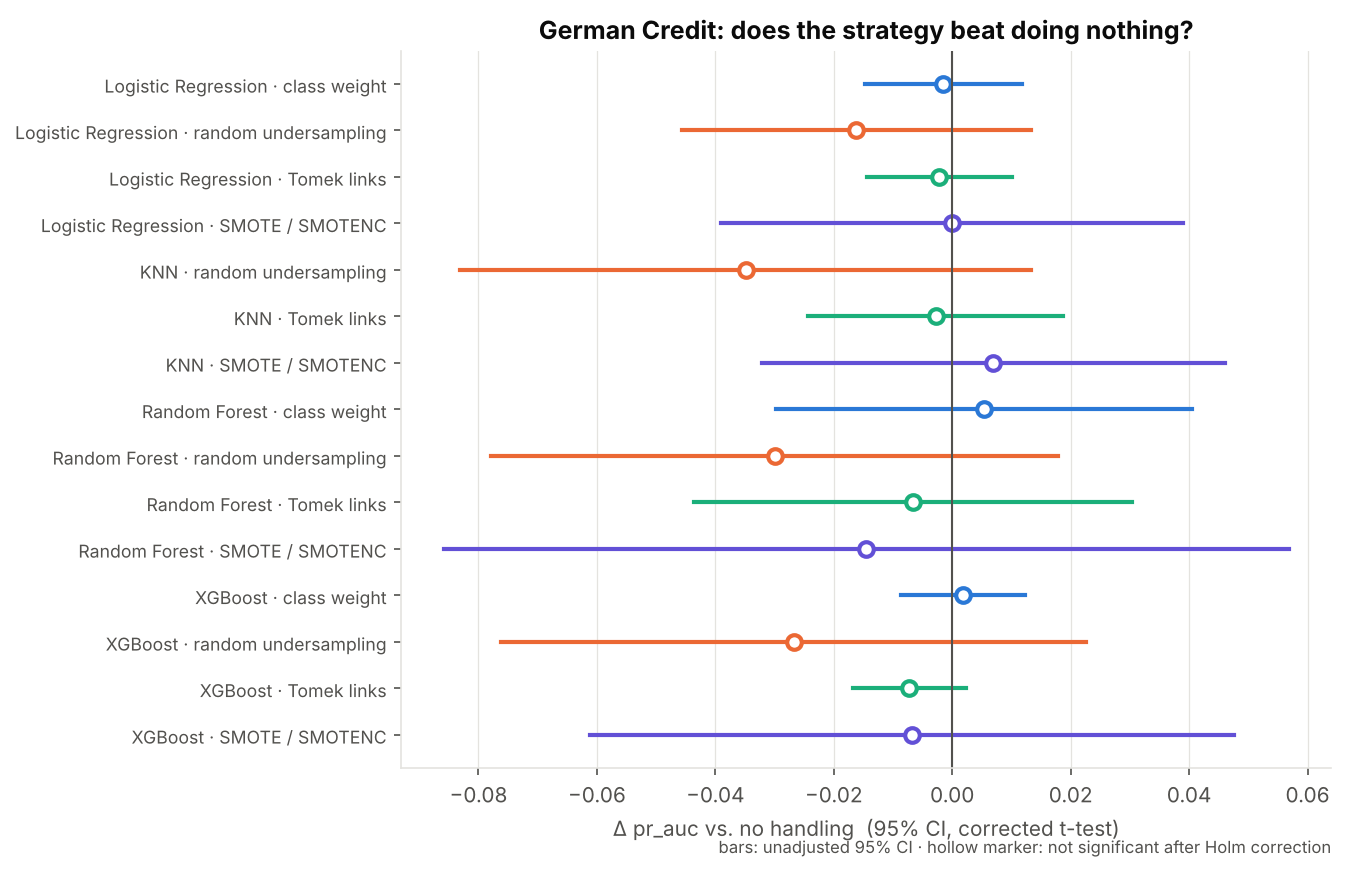 German Credit: does the strategy beat doing nothing?
Logistic Regression · class weight
Logistic Regression · random undersampling
Logistic Regression · Tomek links
Logistic Regression · SMOTE / SMOTENC
KNN · random undersampling
KNN · Tomek links
KNN · SMOTE / SMOTENC
Random Forest · class weight
Random Forest · random undersampling
Random Forest · Tomek links
Random Forest · SMOTE / SMOTENC
XGBoost · class weight
XGBoost · random undersampling
XGBoost · Tomek links
XGBoost · SMOTE / SMOTENC
−0.08 −0.06 −0.04 −0.02 0.00 0.02 0.04 0.06
Δ pr_auc vs. no handling (95% CI, corrected t-test)
bars: unadjusted 95% CI · hollow marker: not significant after Holm correction